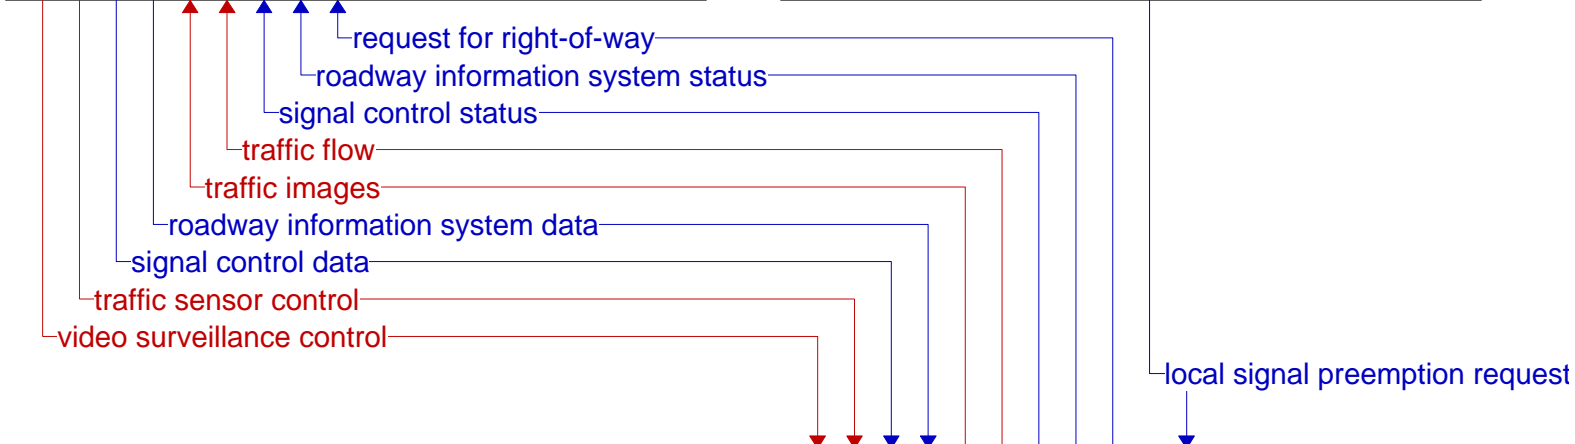 request for right-of-way
roadway information system status
signal control status
traffic flow
traffic images
roadway information system data
signal control data
traffic sensor control
video surveillance control
local signal preemption request